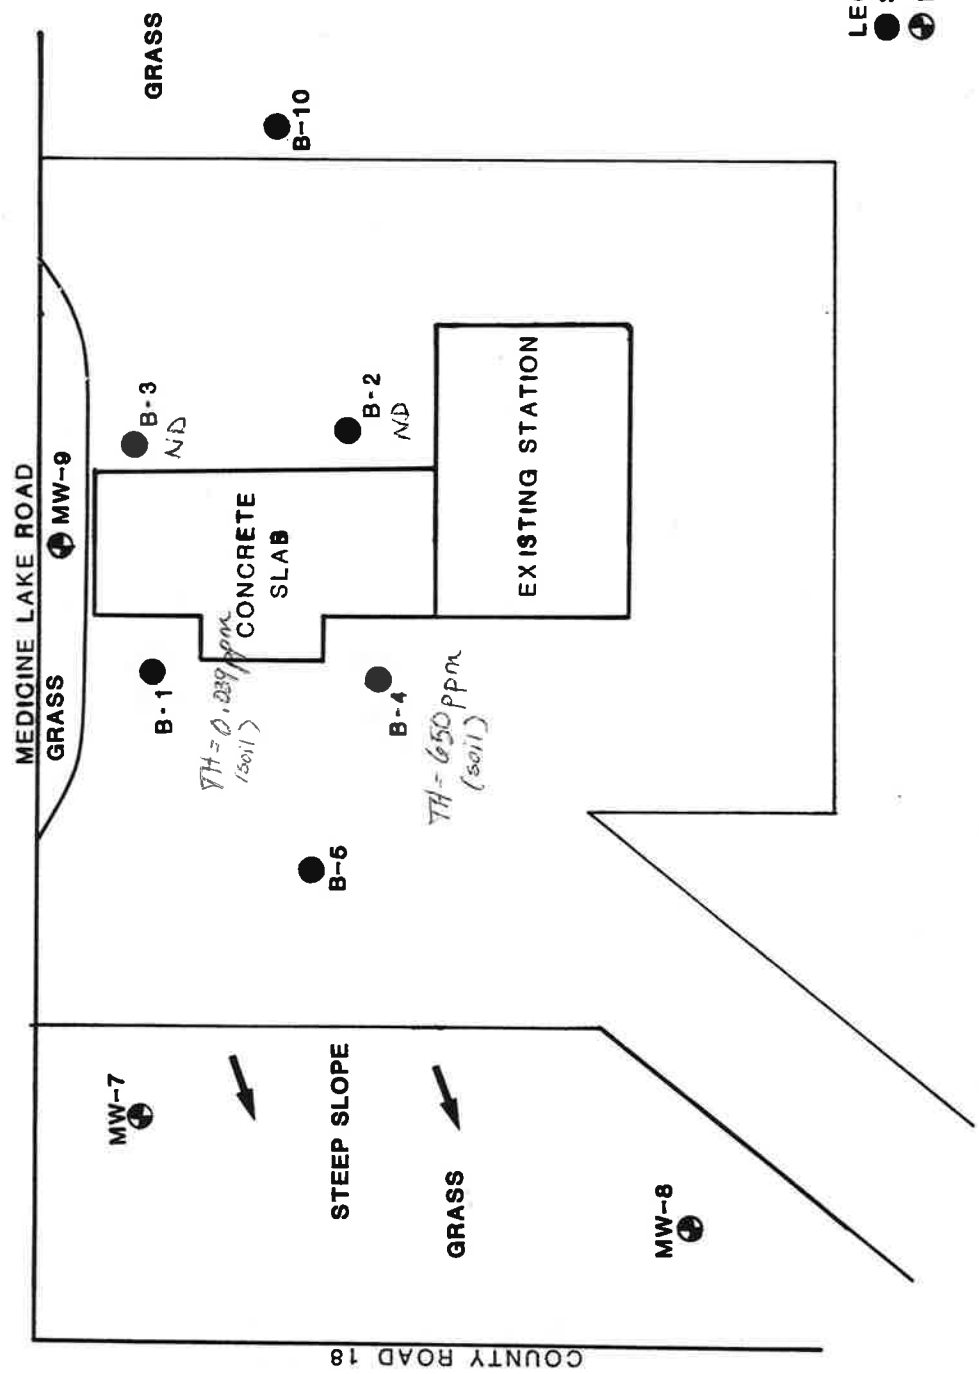 MEDICINE LAKE ROAD
GRASS
MW-9
GRASS
B-3
ND
B-10
B-1
TH = 0.039 ppm
(soil)
CONCRETE
SLAB
B-2
ND
B-4
TH = 650 ppm
(soil)
B-5
EXISTING STATION
MW-7
STEEP SLOPE
GRASS
MW-8
COUNTY ROAD 18